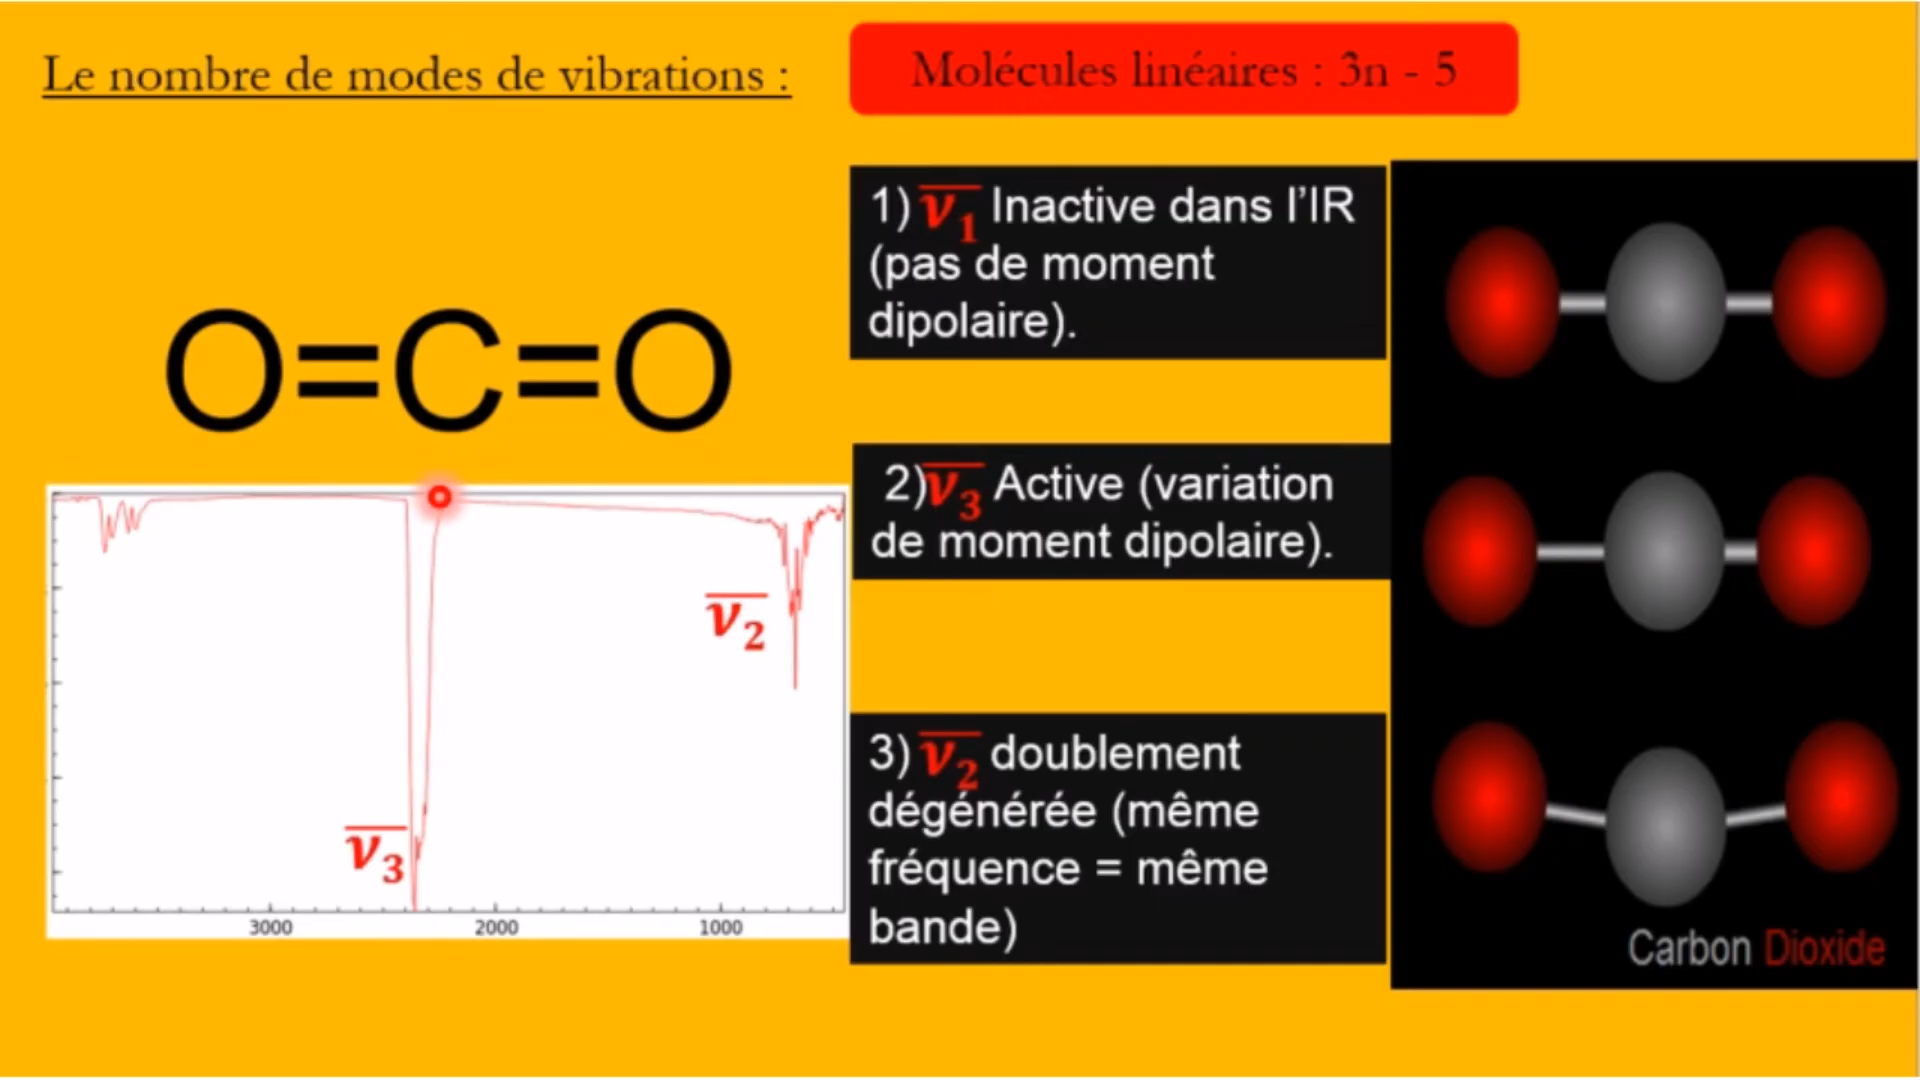 Le nombre de modes de vibrations :
Molécules linéaires : 3n - 5
O=C=O
1) ν̅₁ Inactive dans l’IR
(pas de moment
dipolaire).
2) ν̅₃ Active (variation
de moment dipolaire).
3) ν̅₂ doublement
dégénérée (même
fréquence = même
bande)
ν̅₂
ν̅₃
3000 2000 1000
Carbon Dioxide